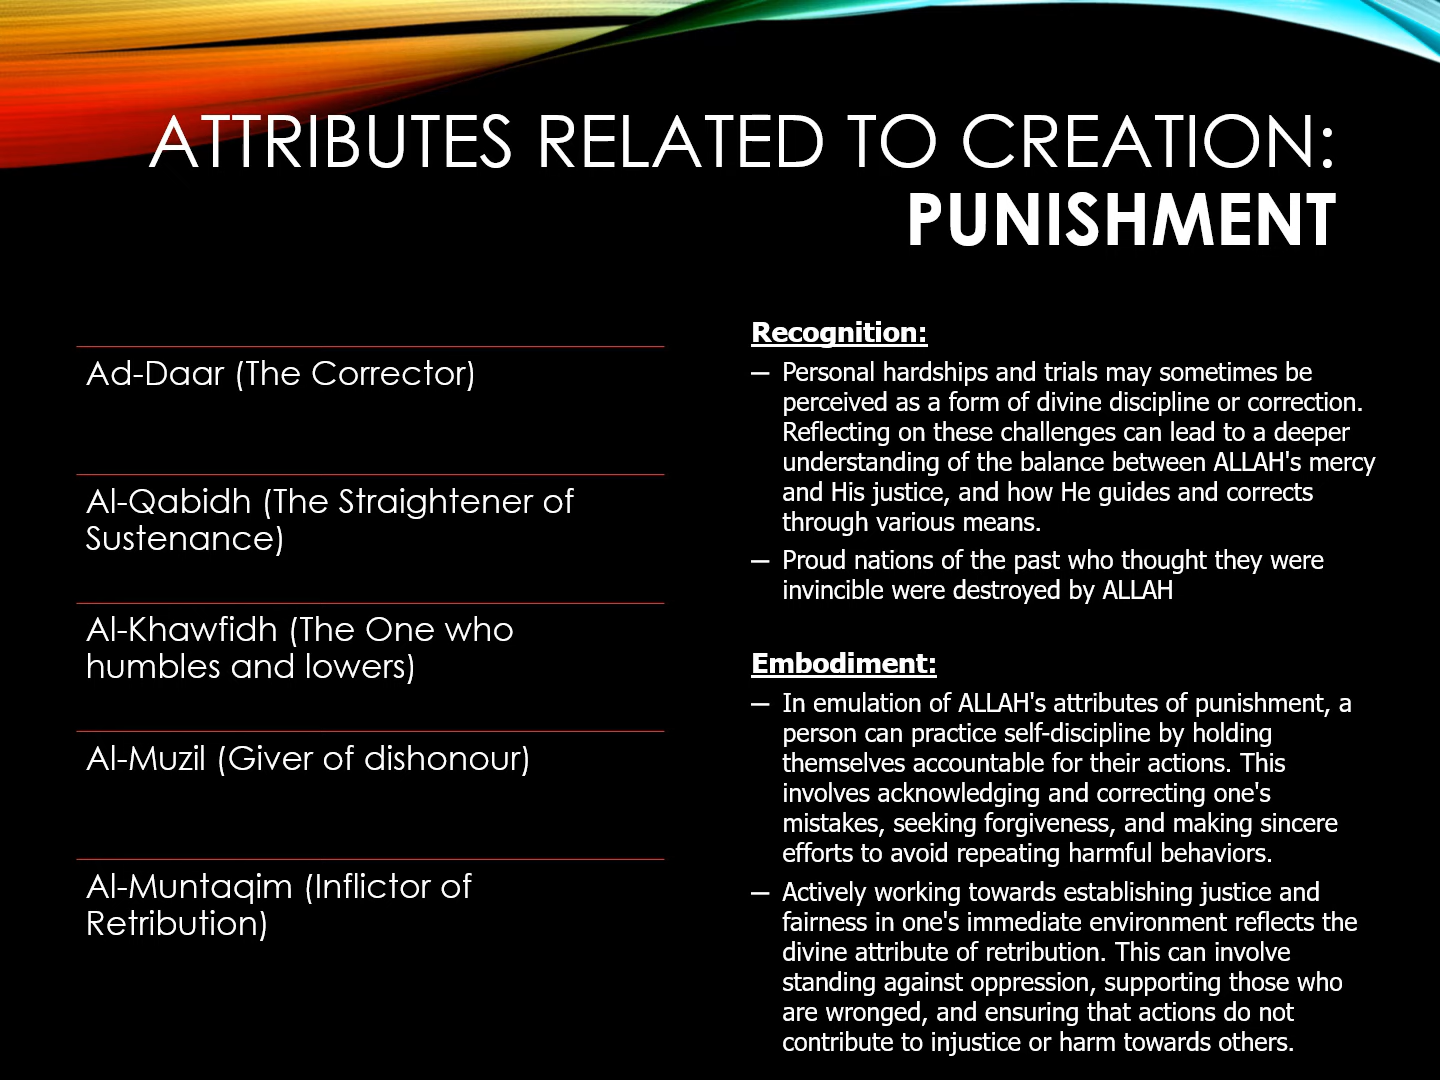 ATTRIBUTES RELATED TO CREATION:
PUNISHMENT
Ad-Daar (The Corrector)
Al-Qabidh (The Straightener of
Sustenance)
Al-Khawfidh (The One who
humbles and lowers)
Al-Muzil (Giver of dishonour)
Al-Muntaqim (Inflictor of
Retribution)
Recognition:
– Personal hardships and trials may sometimes be
perceived as a form of divine discipline or correction.
Reflecting on these challenges can lead to a deeper
understanding of the balance between ALLAH's mercy
and His justice, and how He guides and corrects
through various means.
– Proud nations of the past who thought they were
invincible were destroyed by ALLAH
Embodiment:
– In emulation of ALLAH's attributes of punishment, a
person can practice self-discipline by holding
themselves accountable for their actions. This
involves acknowledging and correcting one's
mistakes, seeking forgiveness, and making sincere
efforts to avoid repeating harmful behaviors.
– Actively working towards establishing justice and
fairness in one's immediate environment reflects the
divine attribute of retribution. This can involve
standing against oppression, supporting those who
are wronged, and ensuring that actions do not
contribute to injustice or harm towards others.